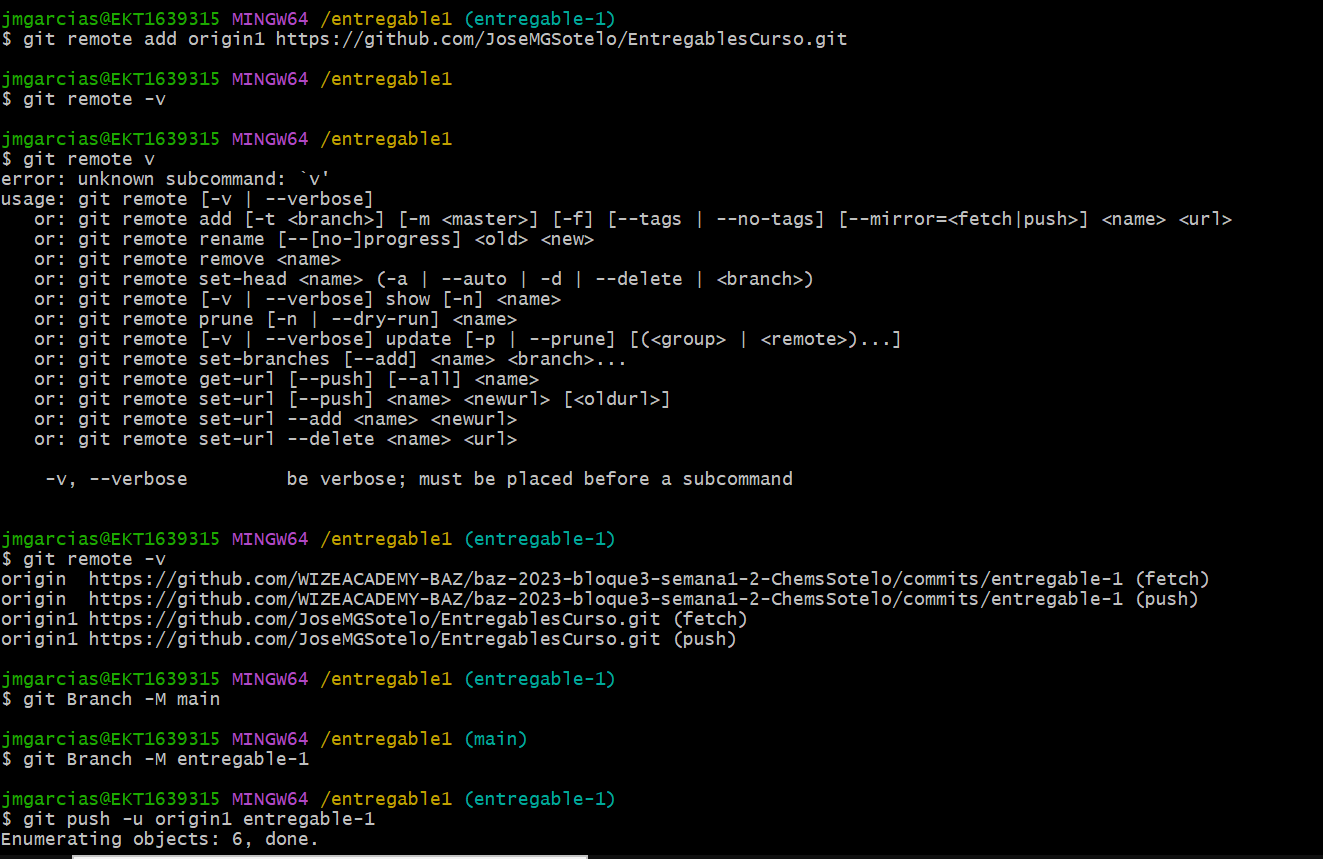 jmgarcias@EKT1639315 MINGW64 /entregable1 (entregable-1)
$ git remote add origin1 https://github.com/JoseMGSotelo/EntregablesCurso.git
jmgarcias@EKT1639315 MINGW64 /entregable1
$ git remote -v
jmgarcias@EKT1639315 MINGW64 /entregable1
$ git remote v
error: unknown subcommand: `v'
usage: git remote [-v | --verbose]
   or: git remote add [-t <branch>] [-m <master>] [-f] [--tags | --no-tags] [--mirror=<fetch|push>] <name> <url>
   or: git remote rename [--[no-]progress] <old> <new>
   or: git remote remove <name>
   or: git remote set-head <name> (-a | --auto | -d | --delete | <branch>)
   or: git remote [-v | --verbose] show [-n] <name>
   or: git remote prune [-n | --dry-run] <name>
   or: git remote [-v | --verbose] update [-p | --prune] [(<group> | <remote>)...]
   or: git remote set-branches [--add] <name> <branch>...
   or: git remote get-url [--push] [--all] <name>
   or: git remote set-url [--push] <name> <newurl> [<oldurl>]
   or: git remote set-url --add <name> <newurl>
   or: git remote set-url --delete <name> <url>
    -v, --verbose         be verbose; must be placed before a subcommand
jmgarcias@EKT1639315 MINGW64 /entregable1 (entregable-1)
$ git remote -v
origin  https://github.com/WIZEACADEMY-BAZ/baz-2023-bloque3-semana1-2-ChemsSotelo/commits/entregable-1 (fetch)
origin  https://github.com/WIZEACADEMY-BAZ/baz-2023-bloque3-semana1-2-ChemsSotelo/commits/entregable-1 (push)
origin1 https://github.com/JoseMGSotelo/EntregablesCurso.git (fetch)
origin1 https://github.com/JoseMGSotelo/EntregablesCurso.git (push)
jmgarcias@EKT1639315 MINGW64 /entregable1 (entregable-1)
$ git Branch -M main
jmgarcias@EKT1639315 MINGW64 /entregable1 (main)
$ git Branch -M entregable-1
jmgarcias@EKT1639315 MINGW64 /entregable1 (entregable-1)
$ git push -u origin1 entregable-1
Enumerating objects: 6, done.